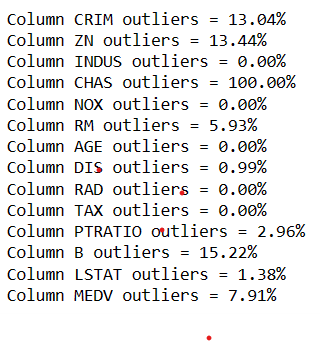 Column CRIM outliers = 13.04%
Column ZN outliers = 13.44%
Column INDUS outliers = 0.00%
Column CHAS outliers = 100.00%
Column NOX outliers = 0.00%
Column RM outliers = 5.93%
Column AGE outliers = 0.00%
Column DIS outliers = 0.99%
Column RAD outliers = 0.00%
Column TAX outliers = 0.00%
Column PTRATIO outliers = 2.96%
Column B outliers = 15.22%
Column LSTAT outliers = 1.38%
Column MEDV outliers = 7.91%